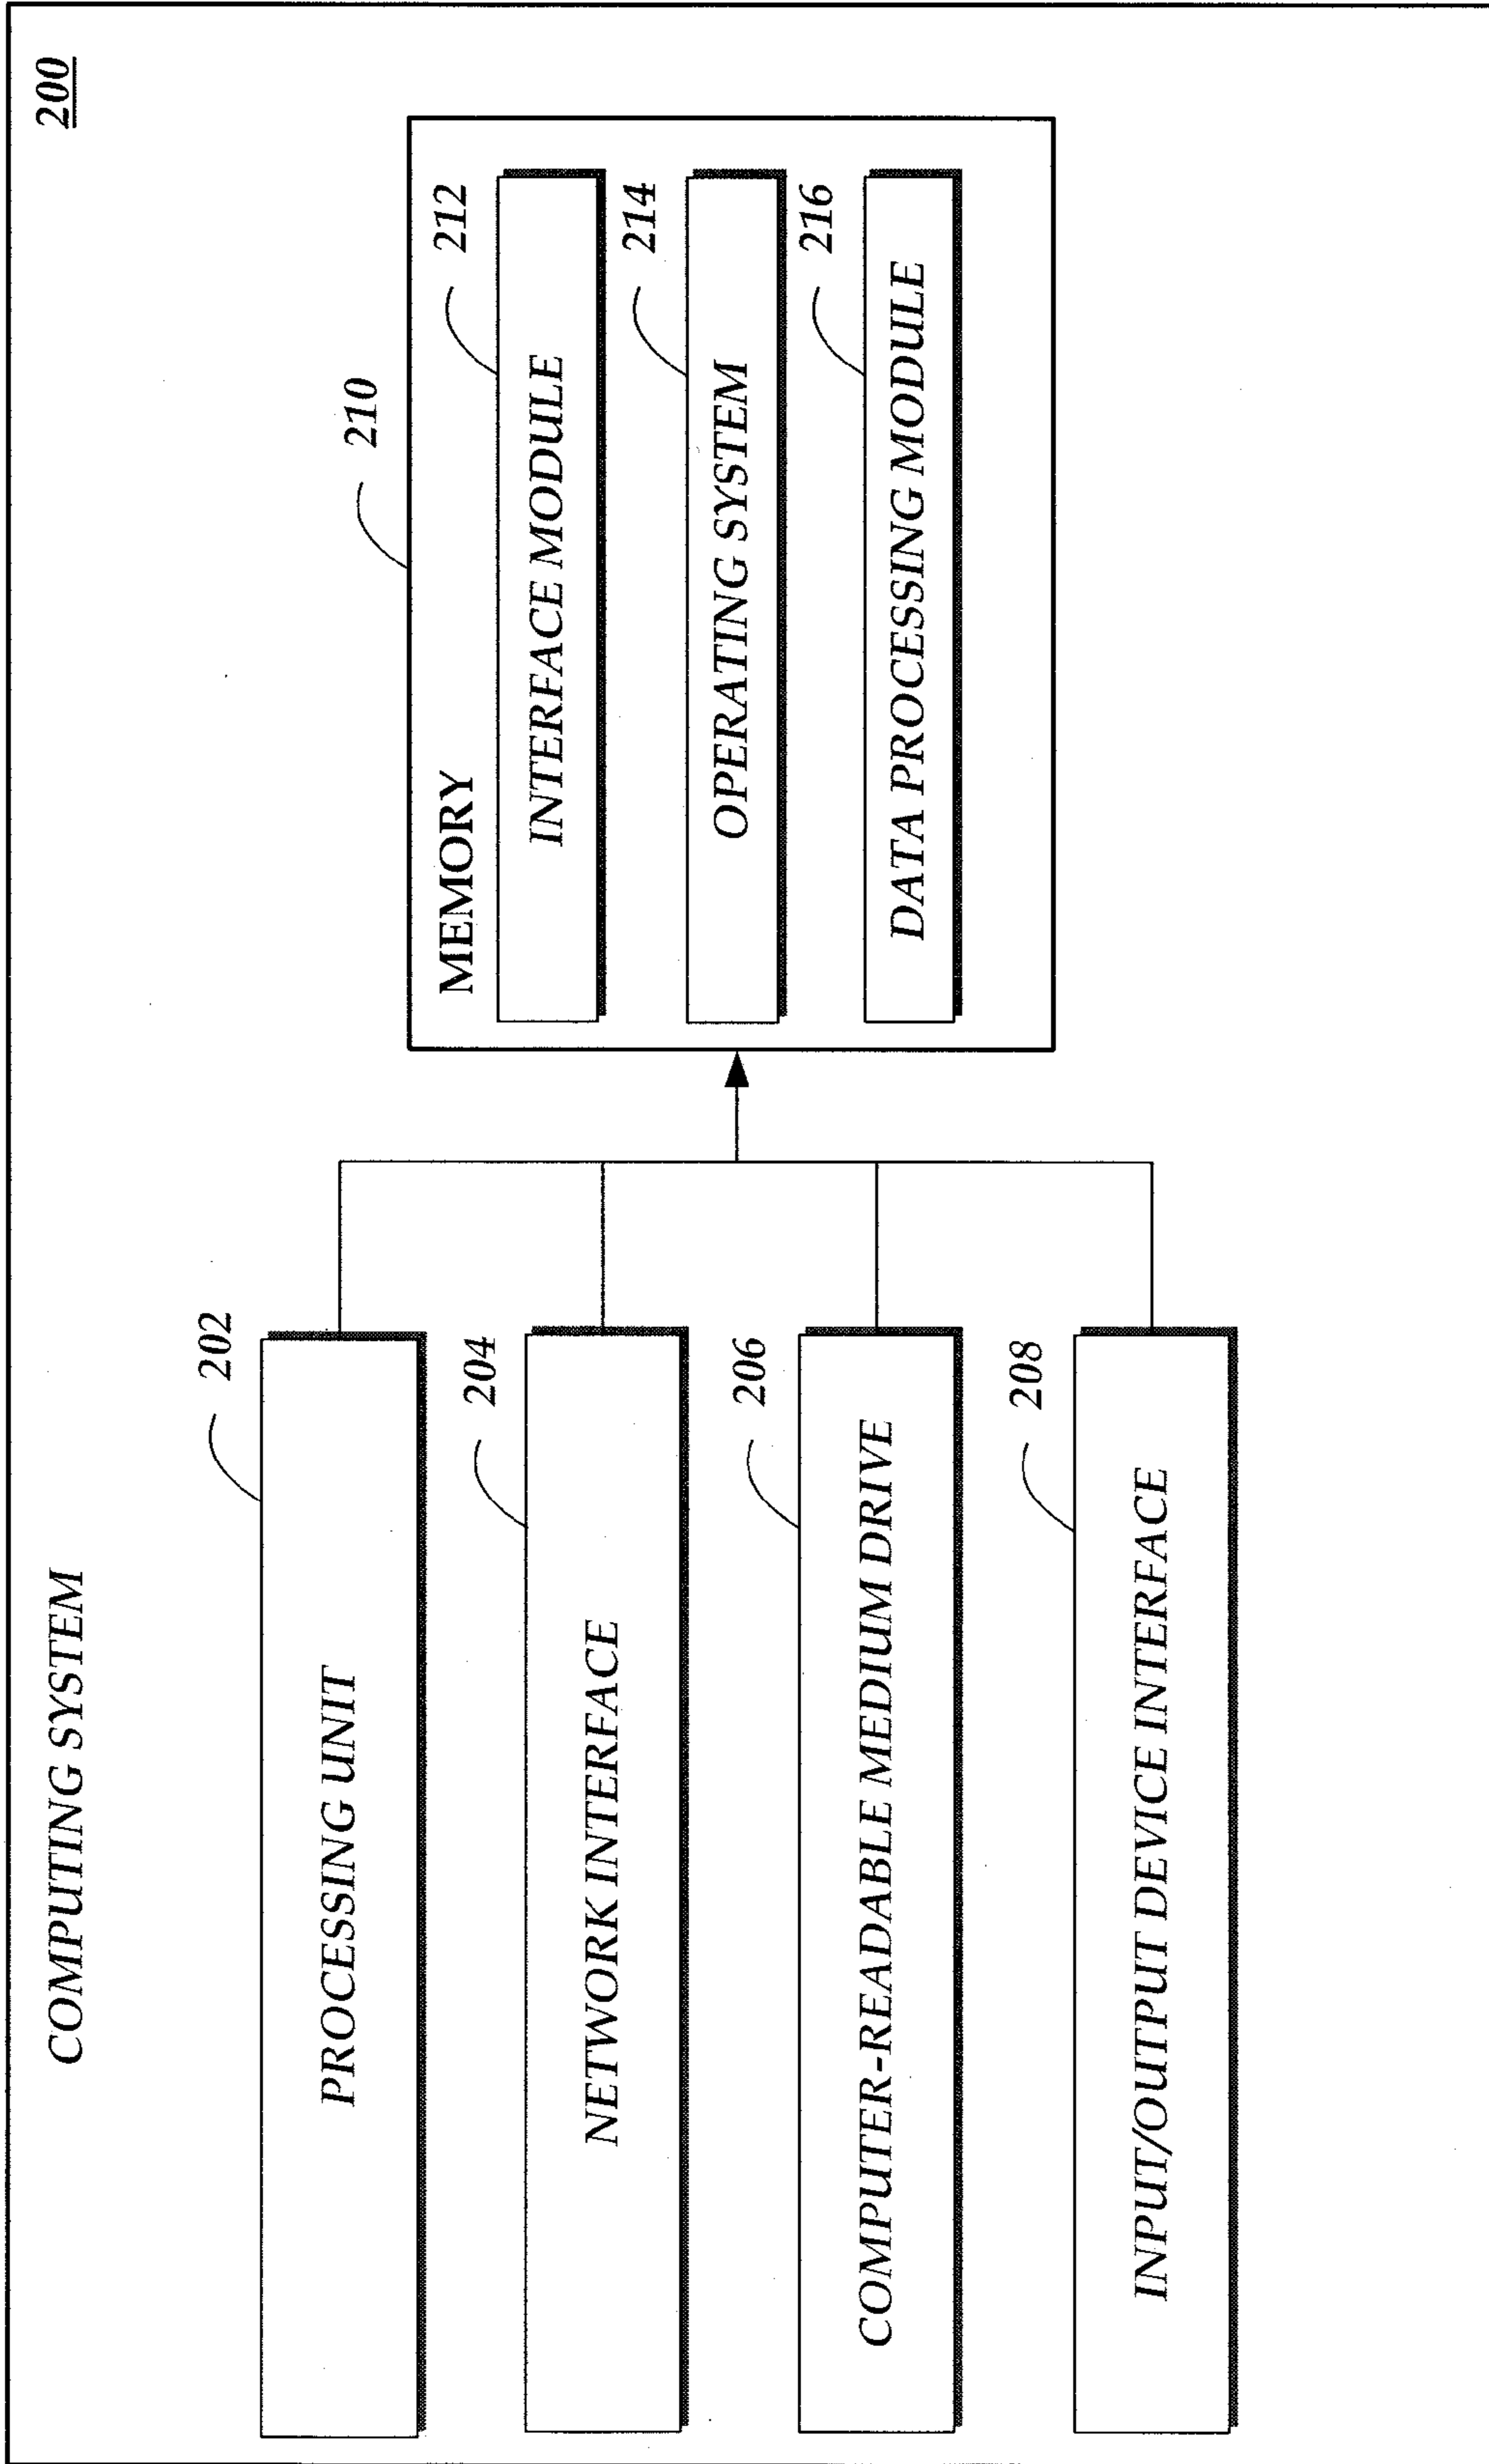 COMPUTING SYSTEM
200
202
PROCESSING UNIT
204
NETWORK INTERFACE
206
COMPUTER-READABLE MEDIUM DRIVE
208
INPUT/OUTPUT DEVICE INTERFACE
210
MEMORY
212
INTERFACE MODULE
214
OPERATING SYSTEM
216
DATA PROCESSING MODULE